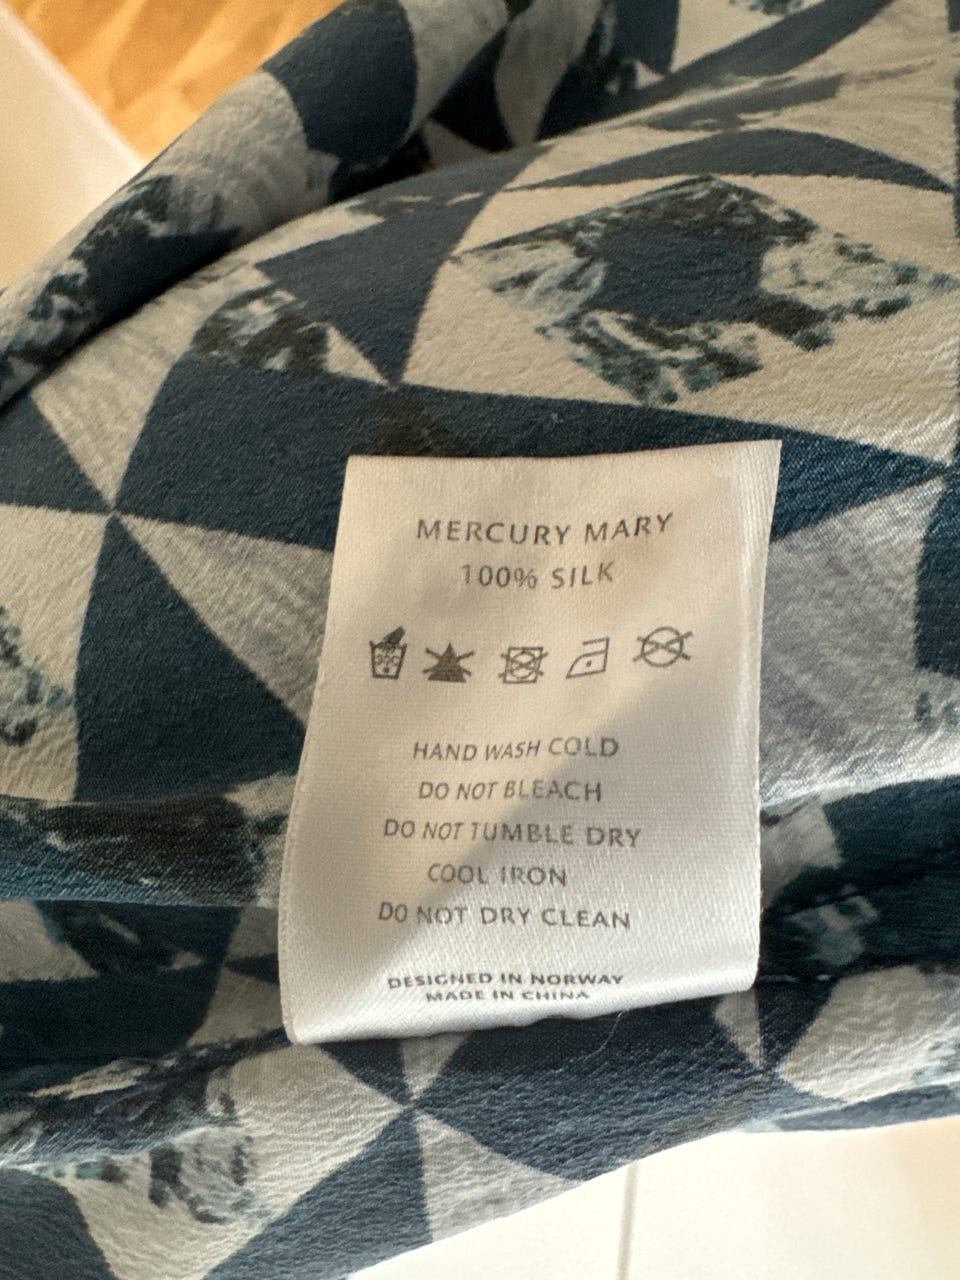 MERCURY MARY
100% SILK
HAND WASH COLD
DO NOT BLEACH
DO NOT TUMBLE DRY
COOL IRON
DO NOT DRY CLEAN
DESIGNED IN NORWAY
MADE IN CHINA